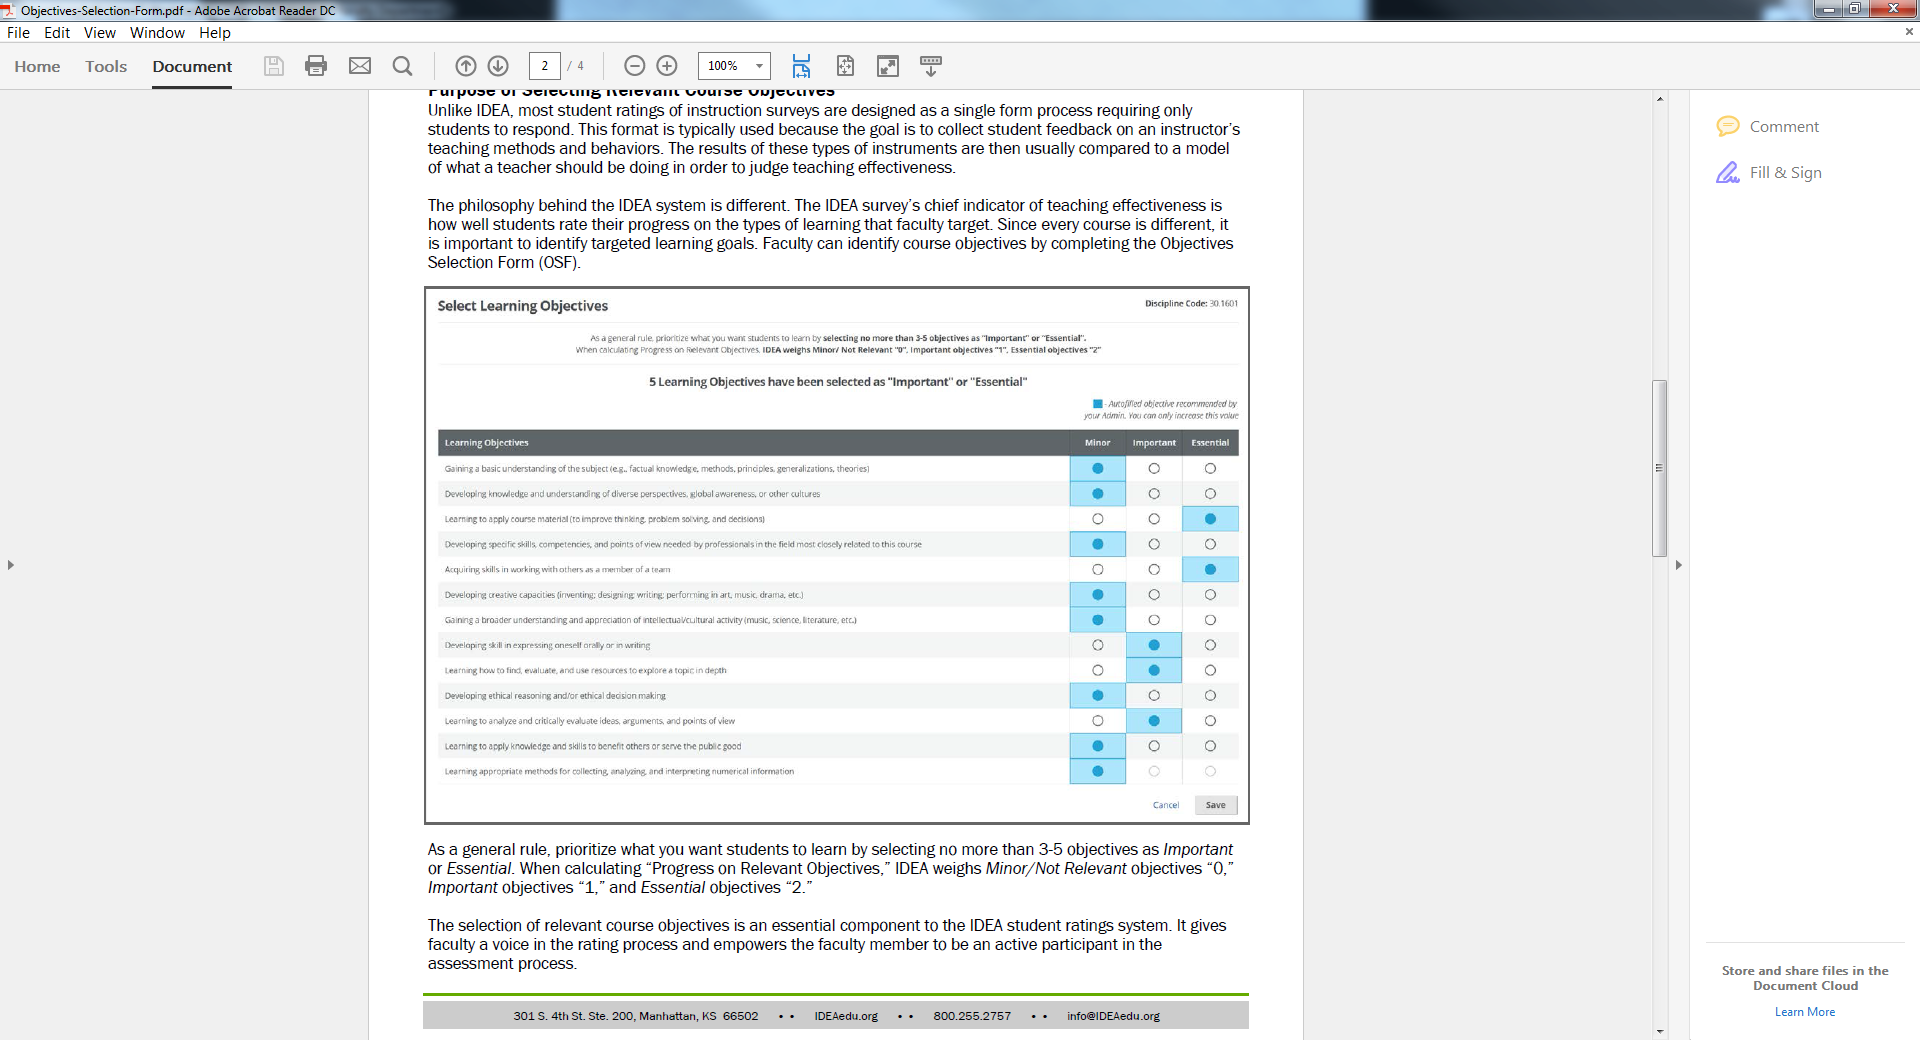 Objectives-Selection-Form.pdf - Adobe Acrobat Reader DC
File Edit View Window Help
Home Tools Document 2 / 4 100%
Purpose of Selecting Relevant Course Objectives
Unlike IDEA, most student ratings of instruction surveys are designed as a single form process requiring only
students to respond. This format is typically used because the goal is to collect student feedback on an instructor's
teaching methods and behaviors. The results of these types of instruments are then usually compared to a model
of what a teacher should be doing in order to judge teaching effectiveness.
The philosophy behind the IDEA system is different. The IDEA survey's chief indicator of teaching effectiveness is
how well students rate their progress on the types of learning that faculty target. Since every course is different, it
is important to identify targeted learning goals. Faculty can identify course objectives by completing the Objectives
Selection Form (OSF).
Select Learning Objectives
Discipline Code: 30.1601
As a general rule, prioritize what you want students to learn by selecting no more than 3-5 objectives as "Important" or "Essential".
When calculating Progress on Relevant Objectives, IDEA weighs Minor/ Not Relevant "0", Important objectives "1", Essential objectives "2"
5 Learning Objectives have been selected as "Important" or "Essential"
- Autofilled objective recommended by
your Admin. You can only increase this value
Learning Objectives Minor Important Essential
Gaining a basic understanding of the subject (e.g., factual knowledge, methods, principles, generalizations, theories)
Developing knowledge and understanding of diverse perspectives, global awareness, or other cultures
Learning to apply course material (to improve thinking, problem solving, and decisions)
Developing specific skills, competencies, and points of view needed by professionals in the field most closely related to this course
Acquiring skills in working with others as a member of a team
Developing creative capacities (inventing; designing; writing; performing in art, music, drama, etc.)
Gaining a broader understanding and appreciation of intellectual/cultural activity (music, science, literature, etc.)
Developing skill in expressing oneself orally or in writing
Learning how to find, evaluate, and use resources to explore a topic in depth
Developing ethical reasoning and/or ethical decision making
Learning to analyze and critically evaluate ideas, arguments, and points of view
Learning to apply knowledge and skills to benefit others or serve the public good
Learning appropriate methods for collecting, analyzing, and interpreting numerical information
Cancel Save
As a general rule, prioritize what you want students to learn by selecting no more than 3-5 objectives as Important
or Essential. When calculating “Progress on Relevant Objectives,” IDEA weighs Minor/Not Relevant objectives “0,”
Important objectives “1,” and Essential objectives “2.”
The selection of relevant course objectives is an essential component to the IDEA student ratings system. It gives
faculty a voice in the rating process and empowers the faculty member to be an active participant in the
assessment process.
301 S. 4th St. Ste. 200, Manhattan, KS 66502 • • IDEAedu.org • • 800.255.2757 • • info@IDEAedu.org
Comment
Fill & Sign
Store and share files in the
Document Cloud
Learn More